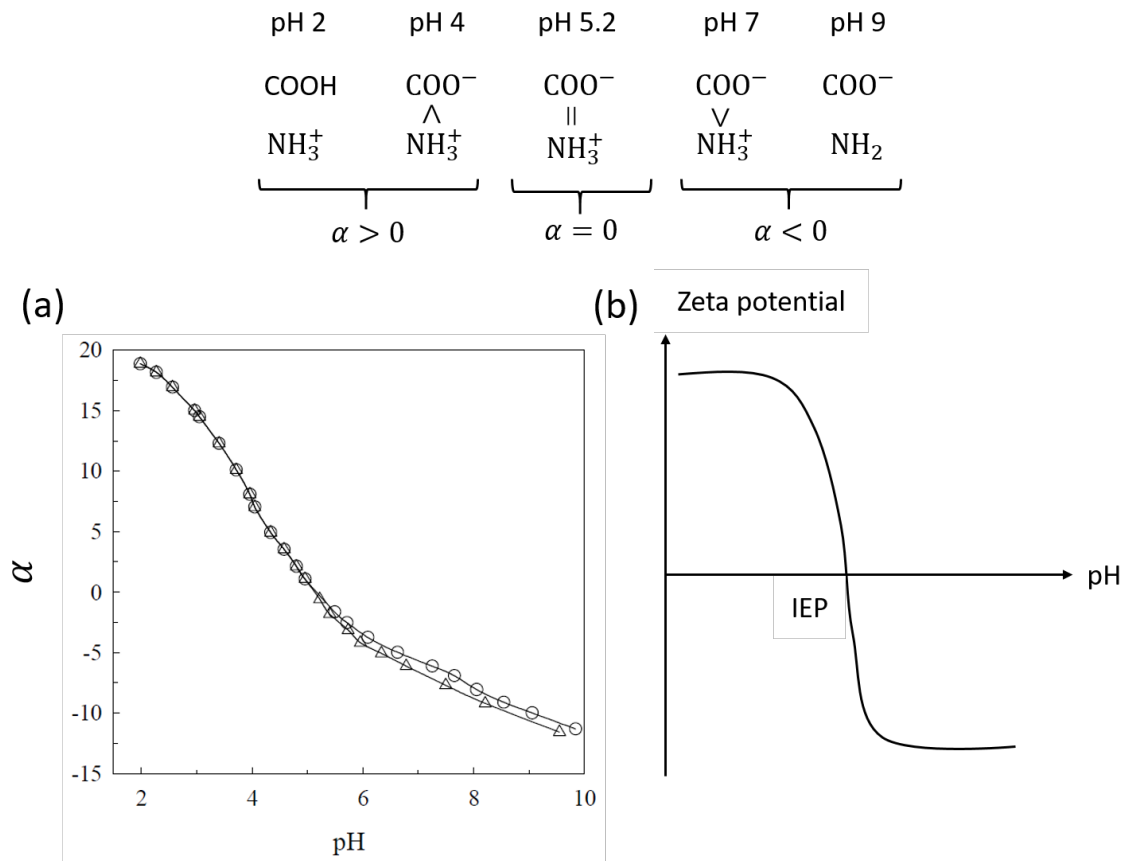 pH 2 pH 4 pH 5.2 pH 7 pH 9
COOH COO⁻ COO⁻ COO⁻ COO⁻
∧ = ∨
NH₃⁺ NH₃⁺ NH₃⁺ NH₃⁺ NH₂
α > 0 α = 0 α < 0
(a) (b) Zeta potential
20
15
10
5
0
-5
-10
-15
α
2 4 6 8 10
pH
pH
IEP